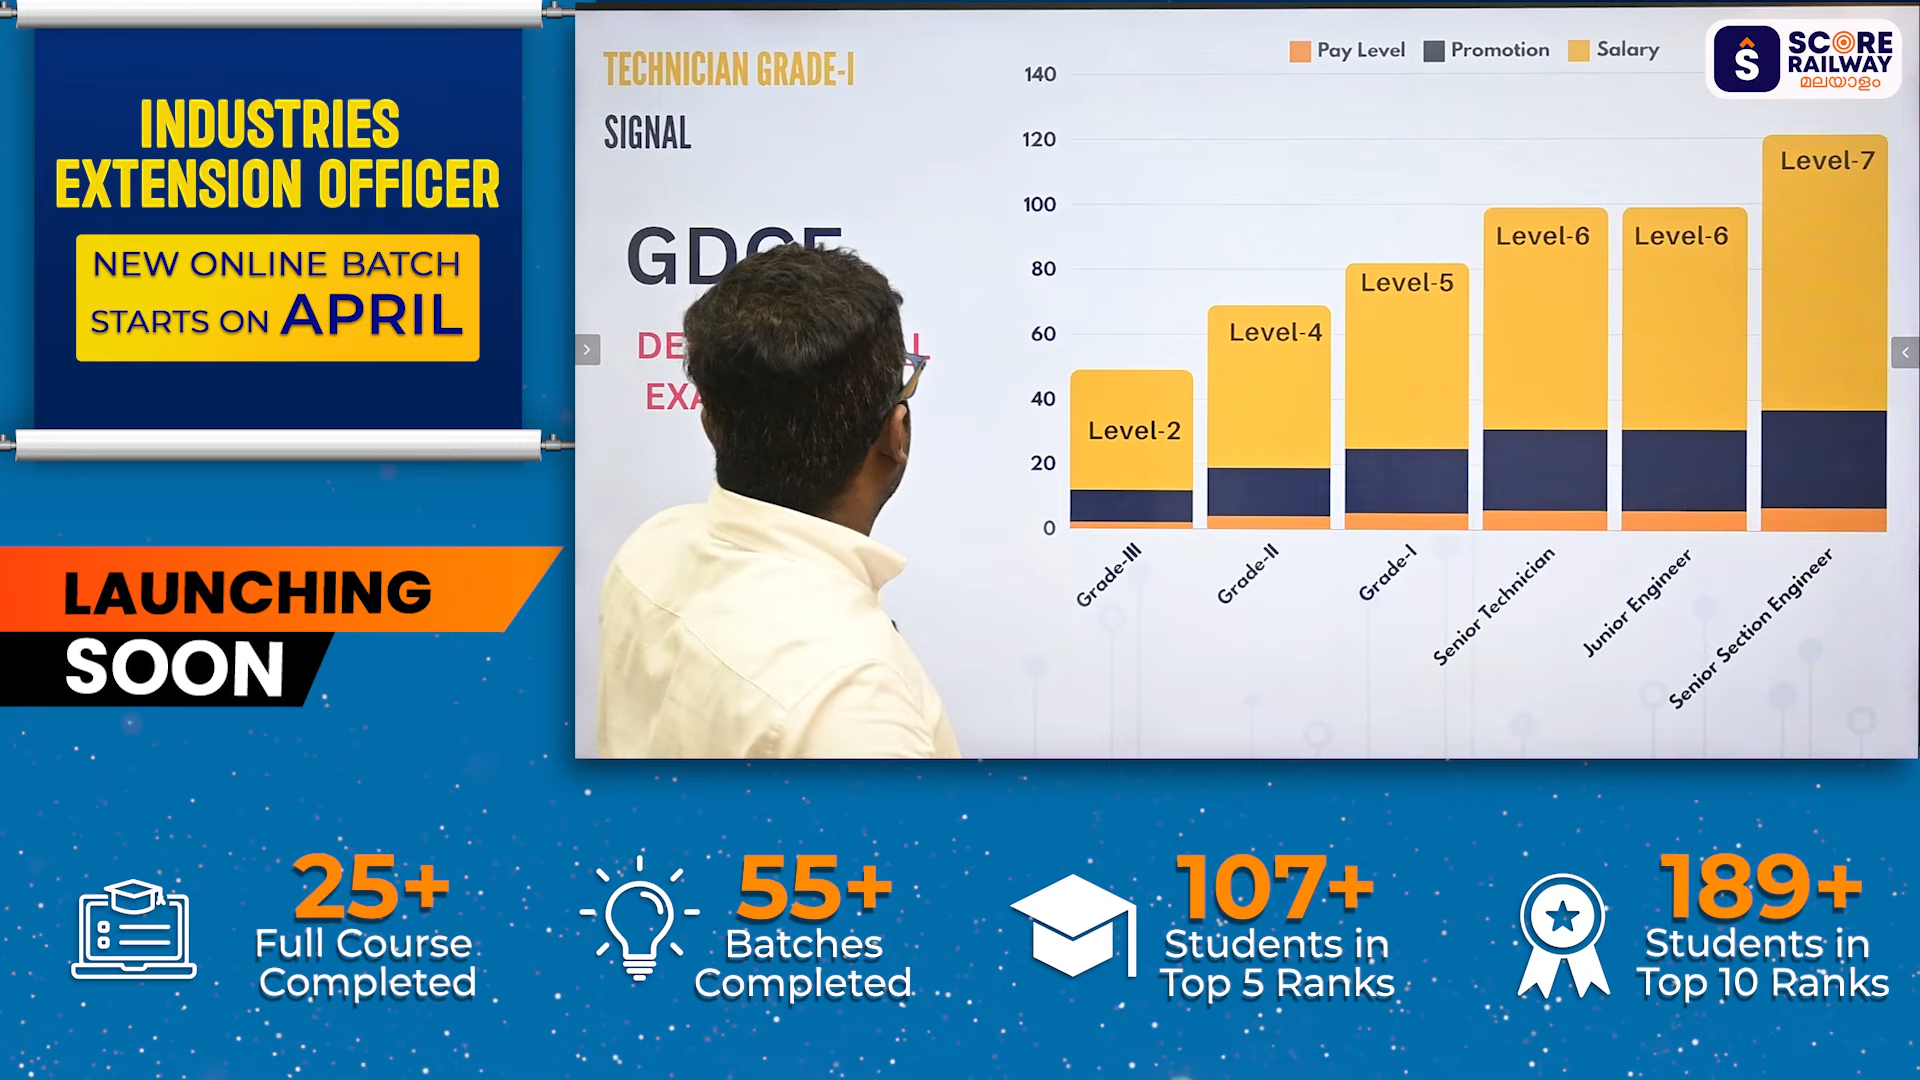 INDUSTRIES
EXTENSION OFFICER
NEW ONLINE BATCH
STARTS ON APRIL
LAUNCHING
SOON
TECHNICIAN GRADE-I
SIGNAL
Pay Level
Promotion
Salary
SCORE
RAILWAY
മലയാളം
140
120
100
80
60
40
20
0
Level-2
Level-4
Level-5
Level-6
Level-6
Level-7
Grade-III
Grade-II
Grade-I
Senior Technician
Junior Engineer
Senior Section Engineer
25+
Full Course
Completed
55+
Batches
Completed
107+
Students in
Top 5 Ranks
189+
Students in
Top 10 Ranks